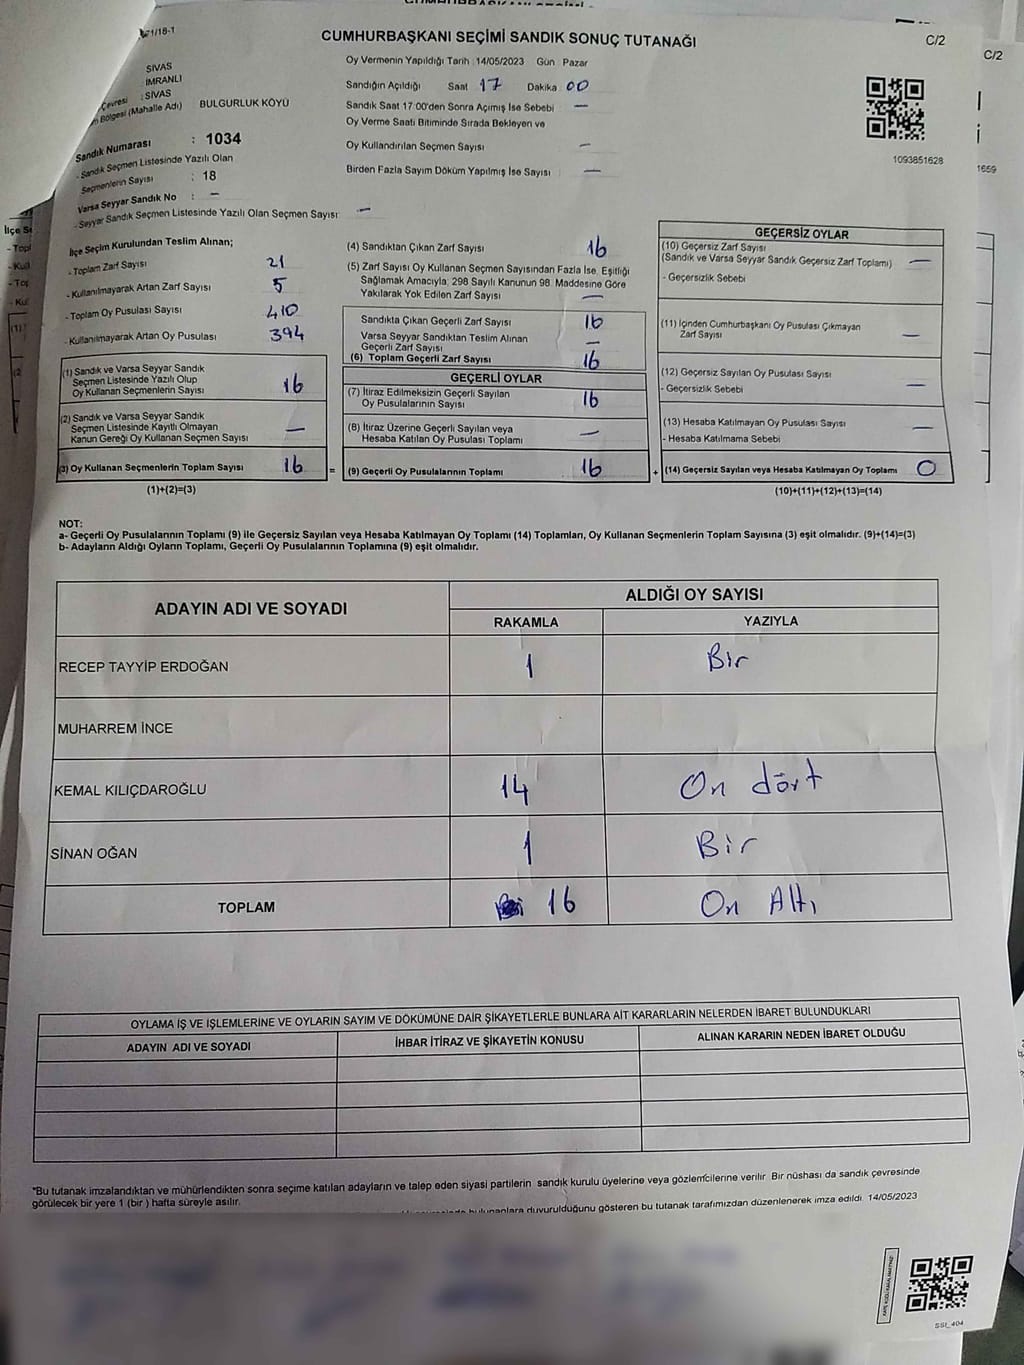 C/2
CUMHURBAŞKANI SEÇİMİ SANDIK SONUÇ TUTANAĞI
C/2
SIVAS
İMRANLI
Çevresi : SİVAS
Bölgesi (Mahalle Adı) BULGURLUK KÖYÜ
Sandık Numarası : 1034
- Sandık Seçmen Listesinde Yazılı Olan
Seçmenlerin Sayısı : 18
Varsa Seyyar Sandık No : –
- Seyyar Sandık Seçmen Listesinde Yazılı Olan Seçmen Sayısı: –
Oy Vermenin Yapıldığı Tarih : 14/05/2023 Gün Pazar
Sandığın Açıldığı Saat 17 Dakika 00
Sandık Saat 17:00'den Sonra Açımış İse Sebebi –
Oy Verme Saati Bitiminde Sırada Bekleyen ve
Oy Kullandırılan Seçmen Sayısı –
Birden Fazla Sayım Döküm Yapılmış İse Sayısı –
1093851628
1659
İlçe Seçim Kurulundan Teslim Alınan;
- Toplam Zarf Sayısı 21
- Kullanılmayarak Artan Zarf Sayısı 5
- Toplam Oy Pusulası Sayısı 410
- Kullanılmayarak Artan Oy Pusulası 394
(1) Sandık ve Varsa Seyyar Sandık
Seçmen Listesinde Yazılı Olup
Oy Kullanan Seçmenlerin Sayısı 16
(2) Sandık ve Varsa Seyyar Sandık
Seçmen Listesinde Kayıtlı Olmayan
Kanun Gereği Oy Kullanan Seçmen Sayısı –
(3) Oy Kullanan Seçmenlerin Toplam Sayısı 16 =
(1)+(2)=(3)
(4) Sandıktan Çıkan Zarf Sayısı 16
(5) Zarf Sayısı Oy Kullanan Seçmen Sayısından Fazla İse, Eşitliği
Sağlamak Amacıyla, 298 Sayılı Kanunun 98. Maddesine Göre
Yakılarak Yok Edilen Zarf Sayısı –
Sandıkta Çıkan Geçerli Zarf Sayısı 16
Varsa Seyyar Sandıktan Teslim Alınan
Geçerli Zarf Sayısı –
(6) Toplam Geçerli Zarf Sayısı 16
GEÇERLİ OYLAR
(7) İtiraz Edilmeksizin Geçerli Sayılan
Oy Pusulalarının Sayısı 16
(8) İtiraz Üzerine Geçerli Sayılan veya
Hesaba Katılan Oy Pusulası Toplamı –
(9) Geçerli Oy Pusulalarının Toplamı 16 +
GEÇERSİZ OYLAR
(10) Geçersiz Zarf Sayısı
(Sandık ve Varsa Seyyar Sandık Geçersiz Zarf Toplamı) –
- Geçersizlik Sebebi
(11) İçinden Cumhurbaşkanı Oy Pusulası Çıkmayan
Zarf Sayısı –
(12) Geçersiz Sayılan Oy Pusulası Sayısı
- Geçersizlik Sebebi –
(13) Hesaba Katılmayan Oy Pusulası Sayısı –
- Hesaba Katılmama Sebebi
(14) Geçersiz Sayılan veya Hesaba Katılmayan Oy Toplamı 0
(10)+(11)+(12)+(13)=(14)
NOT:
a- Geçerli Oy Pusulalarının Toplamı (9) ile Geçersiz Sayılan veya Hesaba Katılmayan Oy Toplamı (14) Toplamları, Oy Kullanan Seçmenlerin Toplam Sayısına (3) eşit olmalıdır. (9)+(14)=(3)
b- Adayların Aldığı Oyların Toplamı, Geçerli Oy Pusulalarının Toplamına (9) eşit olmalıdır.
ADAYIN ADI VE SOYADI ALDIĞI OY SAYISI
RAKAMLA YAZIYLA
RECEP TAYYİP ERDOĞAN 1 Bir
MUHARREM İNCE
KEMAL KILIÇDAROĞLU 14 On dört
SİNAN OĞAN 1 Bir
TOPLAM 16 On Altı
OYLAMA İŞ VE İŞLEMLERİNE VE OYLARIN SAYIM VE DÖKÜMÜNE DAİR ŞİKAYETLERLE BUNLARA AİT KARARLARIN NELERDEN İBARET BULUNDUKLARI
ADAYIN ADI VE SOYADI İHBAR İTİRAZ VE ŞİKAYETİN KONUSU ALINAN KARARIN NEDEN İBARET OLDUĞU
*Bu tutanak imzalandıktan ve mühürlendikten sonra seçime katılan adayların ve talep eden siyasi partilerin sandık kurulu üyelerine veya gözlemcilerine verilir. Bir nüshası da sandık çevresinde
görülecek bir yere 1 (bir ) hafta süreyle asılır.
bulunanlara duyurulduğunu gösteren bu tutanak tarafımızdan düzenlenerek imza edildi. 14/05/2023
SSI_404